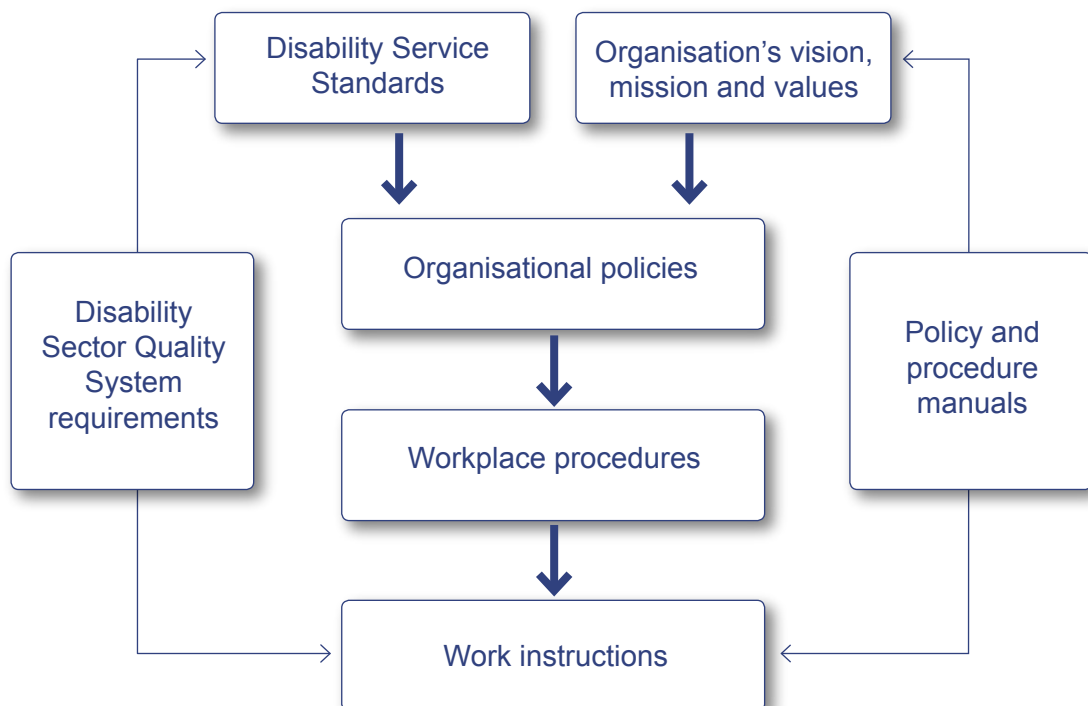 Disability Service
Standards
Organisation’s vision,
mission and values
Organisational policies
Disability
Sector Quality
System
requirements
Policy and
procedure
manuals
Workplace procedures
Work instructions